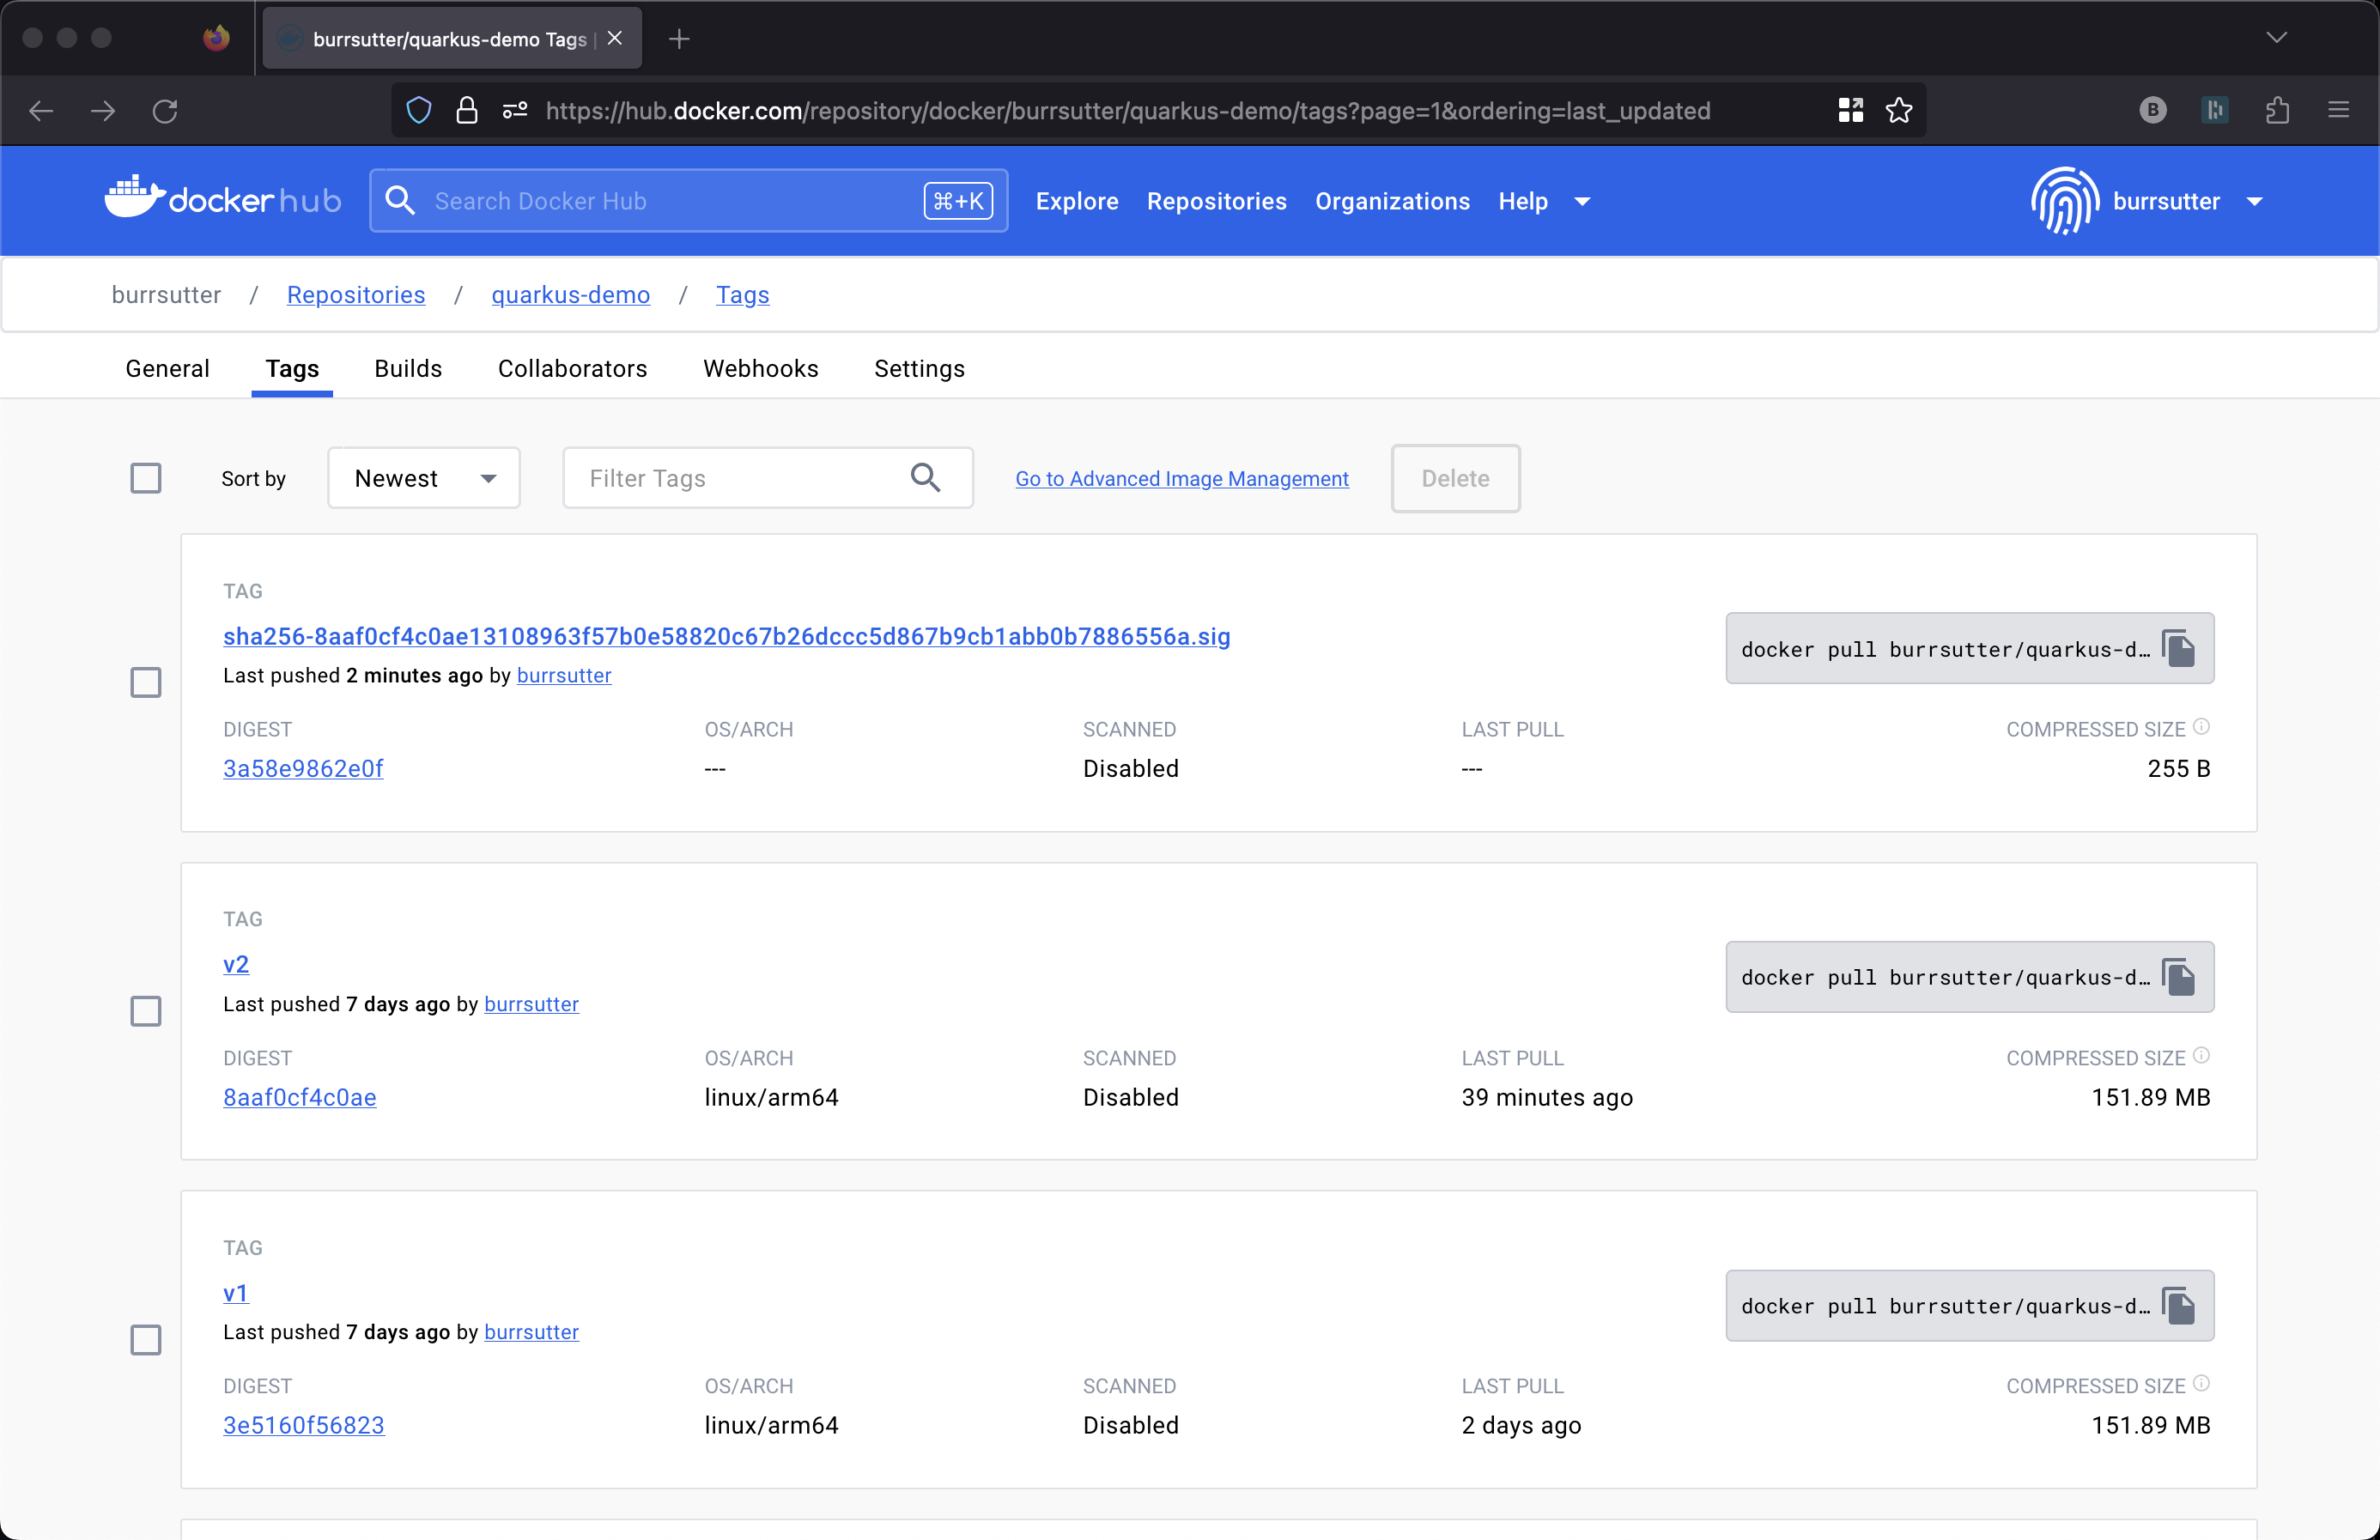 burrsutter/quarkus-demo Tags |
https://hub.docker.com/repository/docker/burrsutter/quarkus-demo/tags?page=1&ordering=last_updated
B
dockerhub
Search Docker Hub
⌘+K
Explore
Repositories
Organizations
Help
burrsutter
burrsutter / Repositories / quarkus-demo / Tags
General
Tags
Builds
Collaborators
Webhooks
Settings
Sort by
Newest
Filter Tags
Go to Advanced Image Management
Delete
TAG
sha256-8aaf0cf4c0ae13108963f57b0e58820c67b26dccc5d867b9cb1abb0b7886556a.sig
docker pull burrsutter/quarkus-d…
Last pushed 2 minutes ago by burrsutter
DIGEST OS/ARCH SCANNED LAST PULL COMPRESSED SIZE
3a58e9862e0f --- Disabled --- 255 B
TAG
v2
docker pull burrsutter/quarkus-d…
Last pushed 7 days ago by burrsutter
DIGEST OS/ARCH SCANNED LAST PULL COMPRESSED SIZE
8aaf0cf4c0ae linux/arm64 Disabled 39 minutes ago 151.89 MB
TAG
v1
docker pull burrsutter/quarkus-d…
Last pushed 7 days ago by burrsutter
DIGEST OS/ARCH SCANNED LAST PULL COMPRESSED SIZE
3e5160f56823 linux/arm64 Disabled 2 days ago 151.89 MB